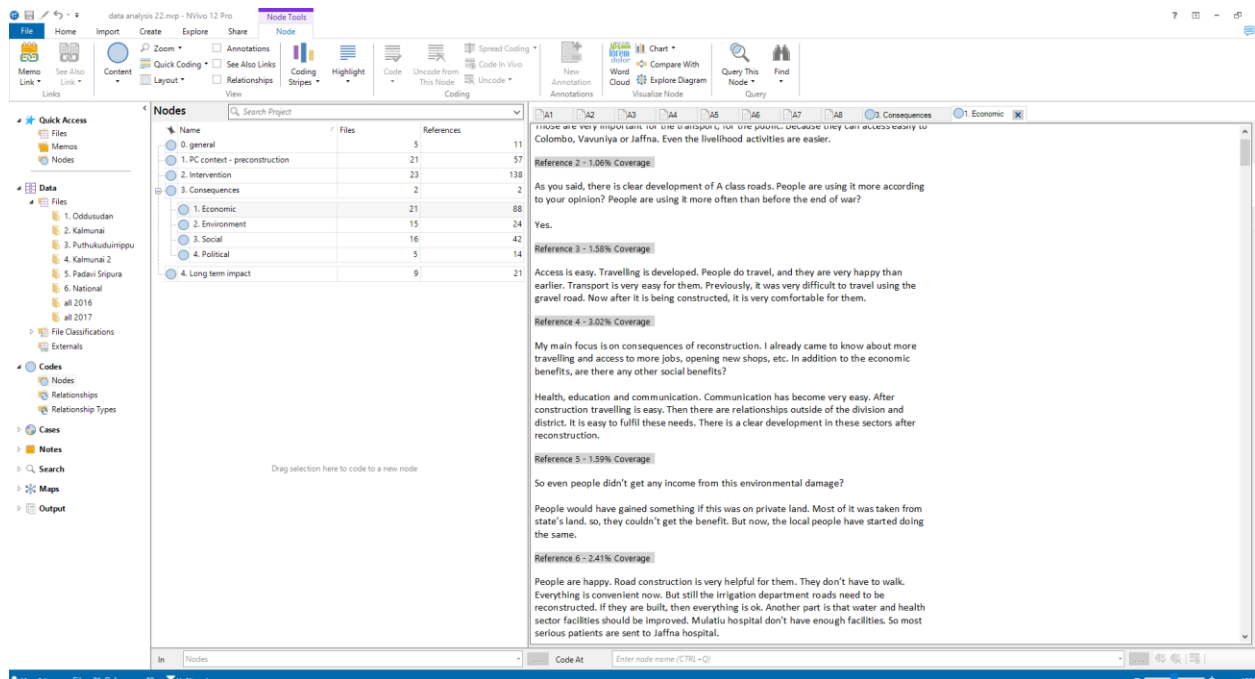 data analysis 22.nvp - NVivo 12 Pro
Node Tools
File Home Import Create Explore Share Node
Memo Link
See Also Link
Links
Content
Zoom
Quick Coding
Layout
Annotations
See Also Links
Relationships
View
Coding Stripes
Highlight
Code
Uncode from This Node
Spread Coding
Code In Vivo
Uncode
Coding
New Annotation
Annotations
Word Cloud
Chart
Compare With
Explore Diagram
Visualize Node
Query This Node
Find
Query
Quick Access
Files
Memos
Nodes
Data
Files
1. Oddusudan
2. Kalmunai
3. Puthukuduirrippu
4. Kalmunai 2
5. Padavi Sripura
6. National
all 2016
all 2017
File Classifications
Externals
Codes
Nodes
Relationships
Relationship Types
Cases
Notes
Search
Maps
Output
Nodes
Search Project
Name Files References
0. general 5 11
1. PC context - preconstruction 21 57
2. Intervention 23 138
3. Consequences 2 2
1. Economic 21 88
2. Environment 15 24
3. Social 16 42
4. Political 5 14
4. Long term impact 9 21
Drag selection here to code to a new node
In Nodes
A1 A2 A3 A4 A5 A6 A7 A8 3. Consequences 1. Economic
Those are very important for the transport, for the public. Because they can access easily to
Colombo, Vavuniya or Jaffna. Even the livelihood activities are easier.
Reference 2 - 1.06% Coverage
As you said, there is clear development of A class roads. People are using it more according
to your opinion? People are using it more often than before the end of war?
Yes.
Reference 3 - 1.58% Coverage
Access is easy. Travelling is developed. People do travel, and they are very happy than
earlier. Transport is very easy for them. Previously, it was very difficult to travel using the
gravel road. Now after it is being constructed, it is very comfortable for them.
Reference 4 - 3.02% Coverage
My main focus is on consequences of reconstruction. I already came to know about more
travelling and access to more jobs, opening new shops, etc. In addition to the economic
benefits, are there any other social benefits?
Health, education and communication. Communication has become very easy. After
construction travelling is easy. Then there are relationships outside of the division and
district. It is easy to fulfil these needs. There is a clear development in these sectors after
reconstruction.
Reference 5 - 1.59% Coverage
So even people didn't get any income from this environmental damage?
People would have gained something if this was on private land. Most of it was taken from
state's land. so, they couldn't get the benefit. But now, the local people have started doing
the same.
Reference 6 - 2.41% Coverage
People are happy. Road construction is very helpful for them. They don't have to walk.
Everything is convenient now. But still the irrigation department roads need to be
reconstructed. If they are built, then everything is ok. Another part is that water and health
sector facilities should be improved. Mulatiu hospital don't have enough facilities. So most
serious patients are sent to Jaffna hospital.
Code At Enter node name (CTRL+Q)